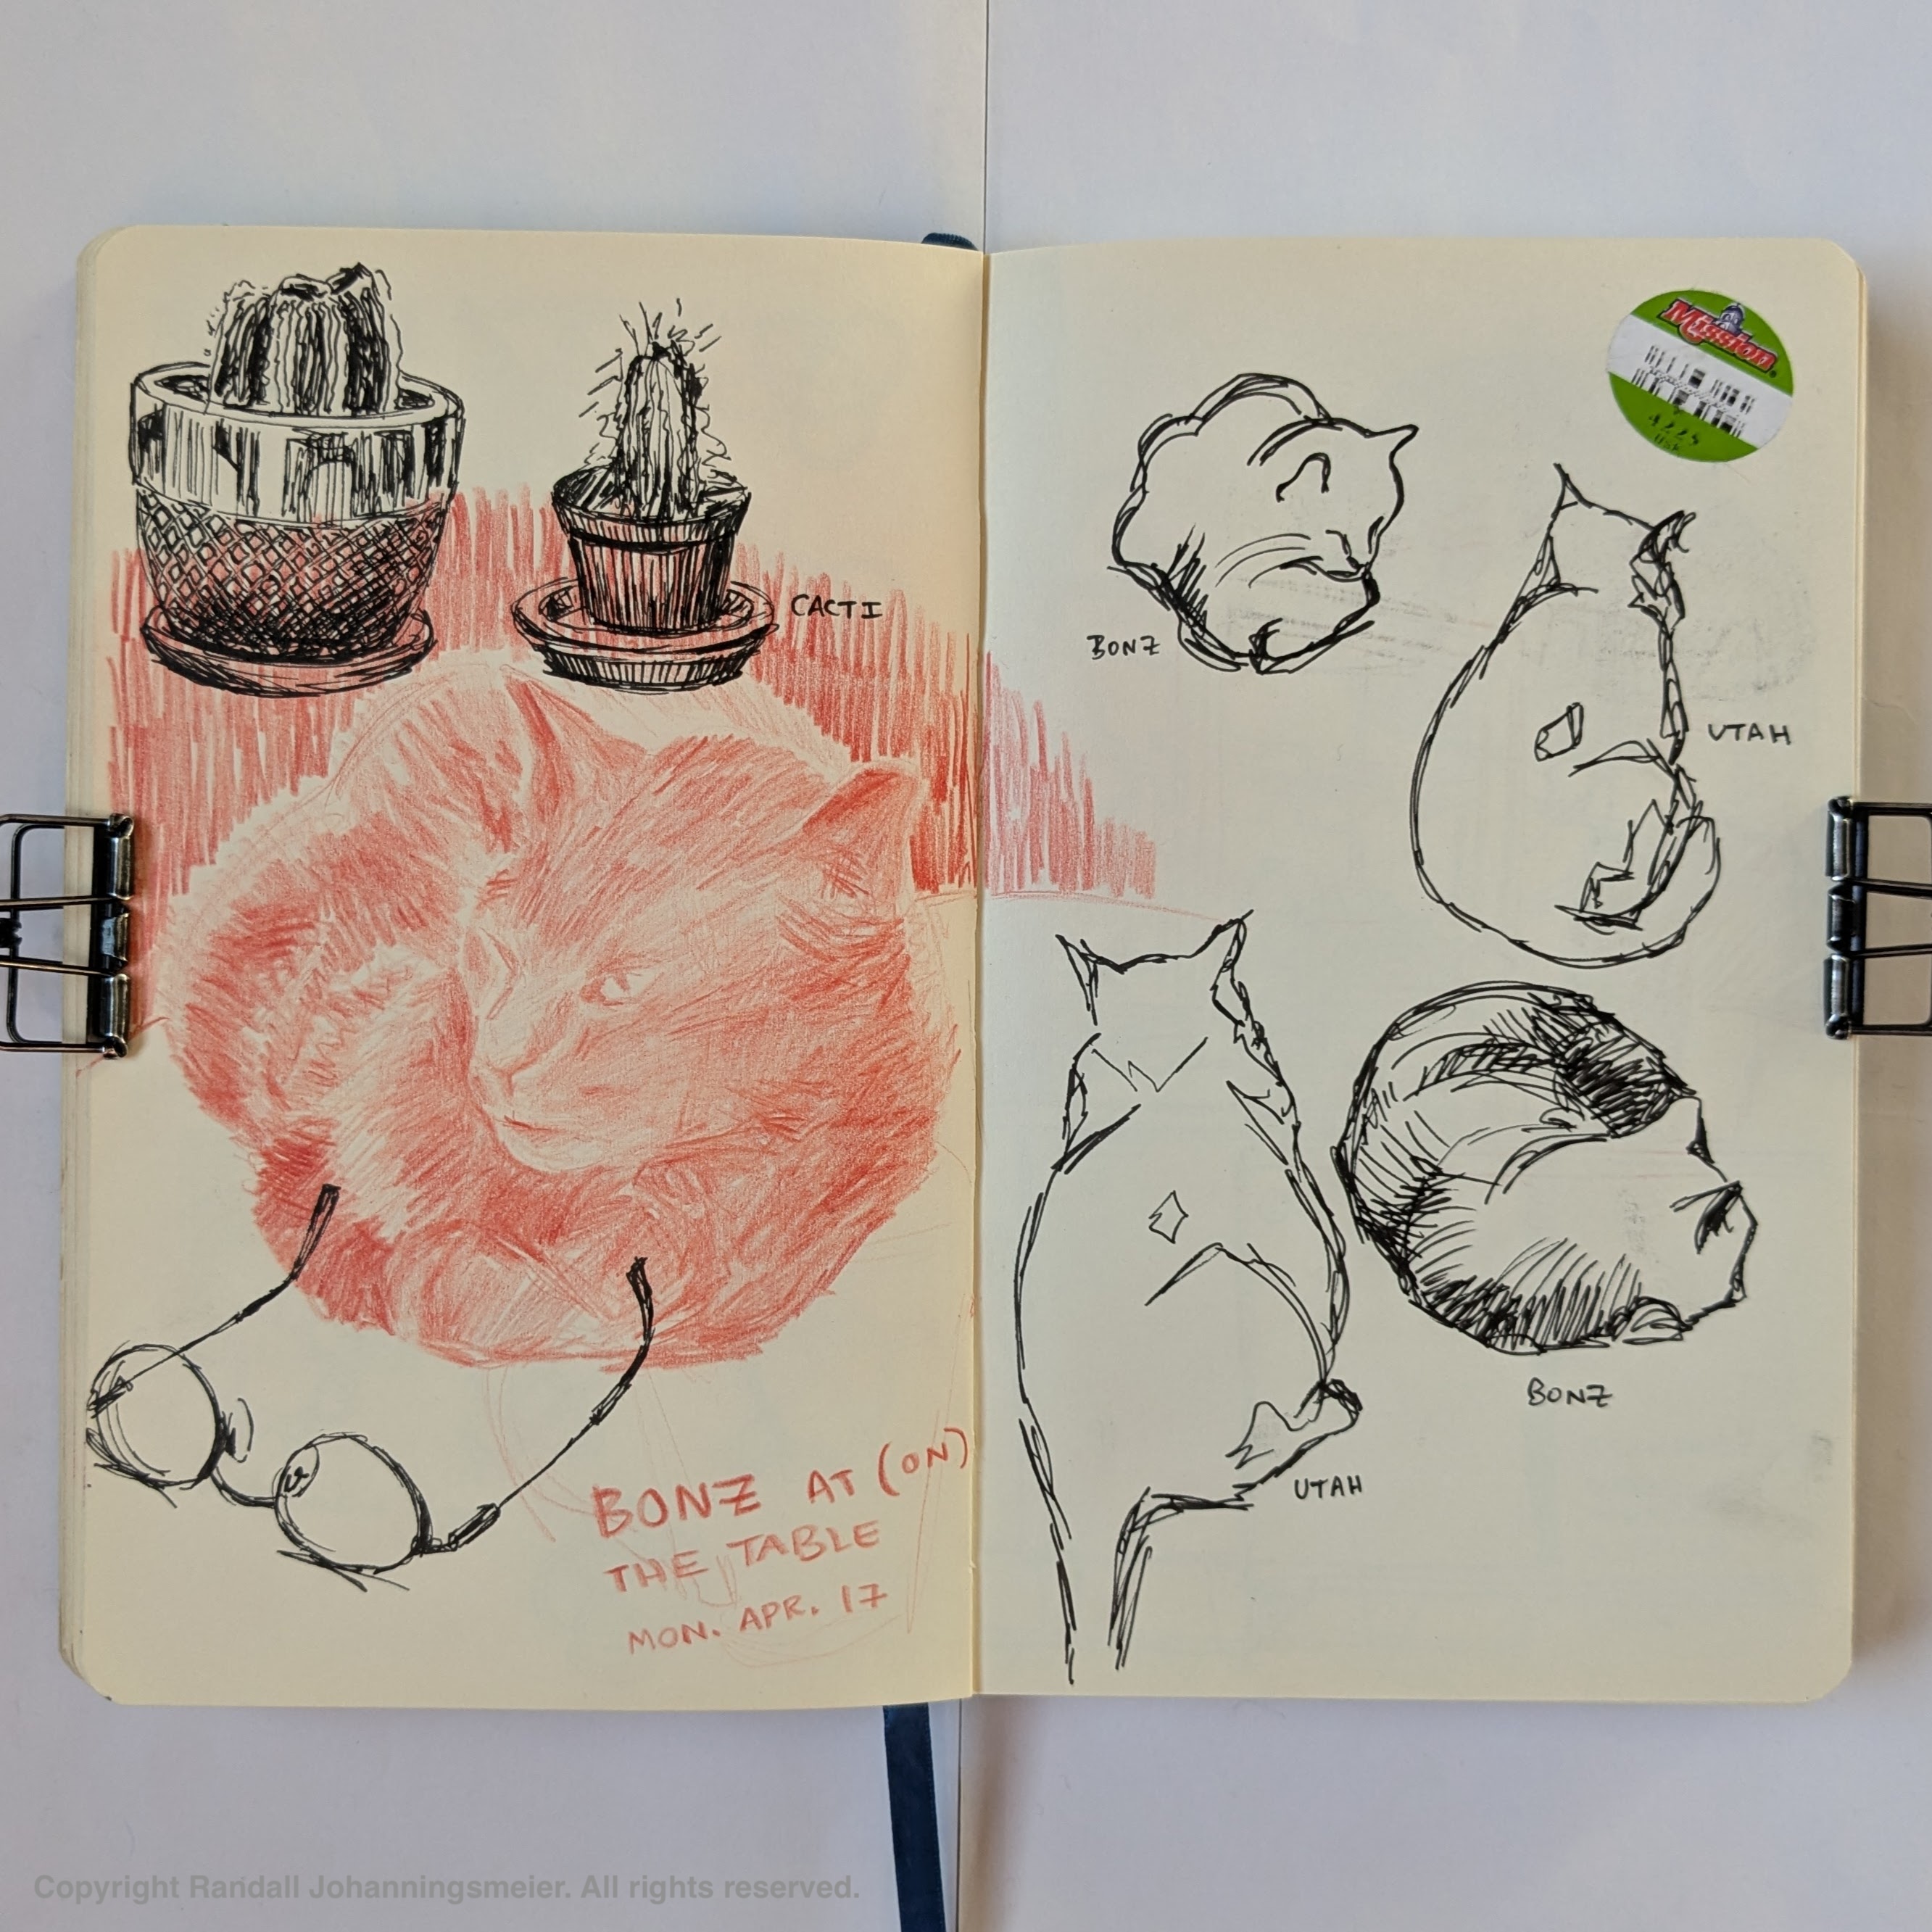 CACTI
BONZ AT (ON)
THE TABLE
MON. APR. 17
Mission
4225
BONZ
UTAH
BONZ
UTAH
Copyright Randall Johanningsmeier. All rights reserved.